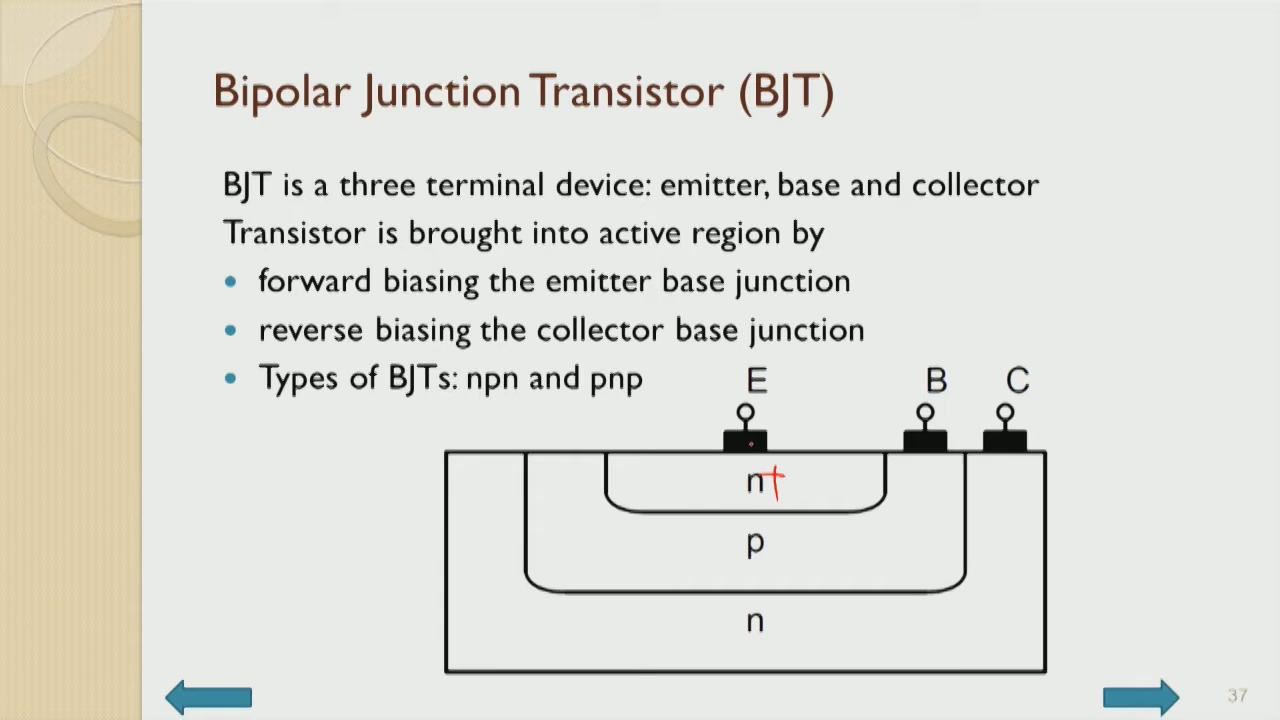 Bipolar Junction Transistor (BJT)
BJT is a three terminal device: emitter, base and collector
Transistor is brought into active region by
• forward biasing the emitter base junction
• reverse biasing the collector base junction
• Types of BJTs: npn and pnp
E B C
n+
p
n
37